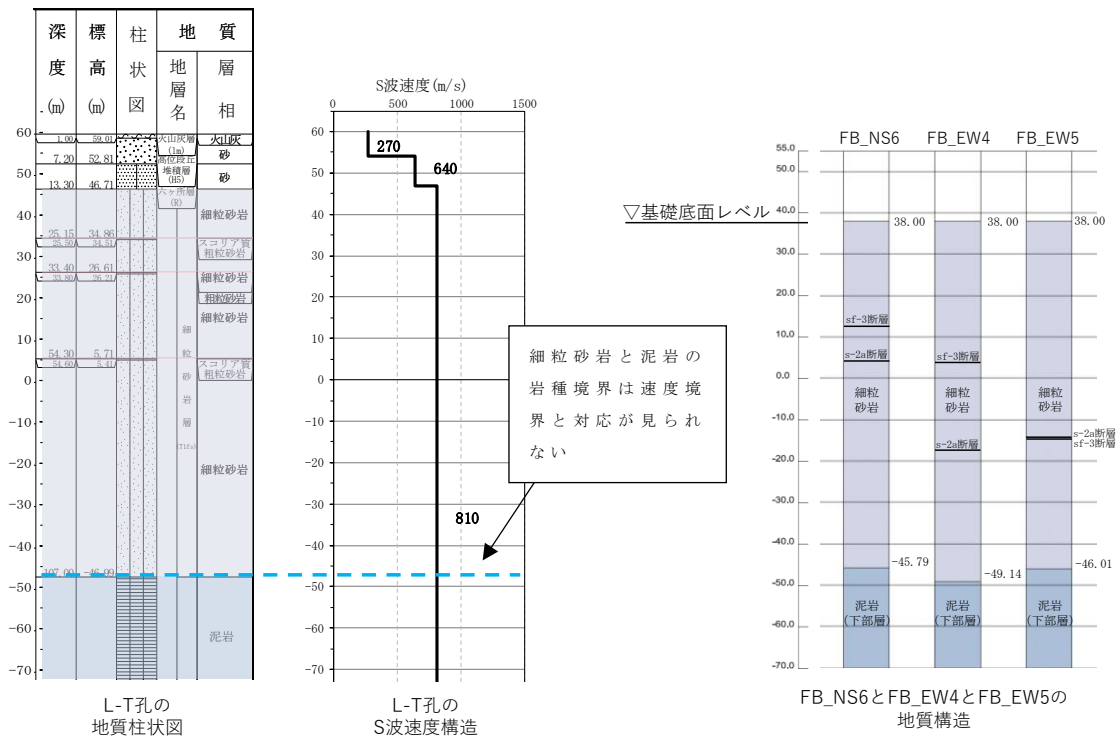 深度(m)
標高(m)
柱状図
地質
地層名
層相
60
50
40
30
20
10
0
-10
-20
-30
-40
-50
-60
-70
1.00 59.01
7.20 52.81
13.30 46.71
25.15 34.86
25.50 34.51
33.40 26.61
33.80 26.21
54.30 5.71
54.60 5.41
107.00 -46.99
火山灰層
(lm)
高位段丘
堆積層
(H5)
六ヶ所層
(R)
細粒砂岩層
火山灰
砂
砂
細粒砂岩
スコリア質
粗粒砂岩
細粒砂岩
粗粒砂岩
細粒砂岩
スコリア質
粗粒砂岩
細粒砂岩
泥岩
L-T孔の
地質柱状図
S波速度(m/s)
0 500 1000 1500
60
50
40
30
20
10
0
-10
-20
-30
-40
-50
-60
-70
270
640
810
L-T孔の
S波速度構造
細粒砂岩と泥岩の
岩種境界は速度境
界と対応が見られ
ない
▽基礎底面レベル
FB_NS6 FB_EW4 FB_EW5
55.0
50.0
40.0
30.0
20.0
10.0
0.0
-10.0
-20.0
-30.0
-40.0
-50.0
-60.0
-70.0
38.00
sf-3断層
s-2a断層
細粒
砂岩
-45.79
泥岩
(下部層)
38.00
sf-3断層
細粒
砂岩
s-2a断層
-49.14
泥岩
(下部層)
38.00
細粒
砂岩
s-2a断層
sf-3断層
-46.01
泥岩
(下部層)
FB_NS6とFB_EW4とFB_EW5の
地質構造